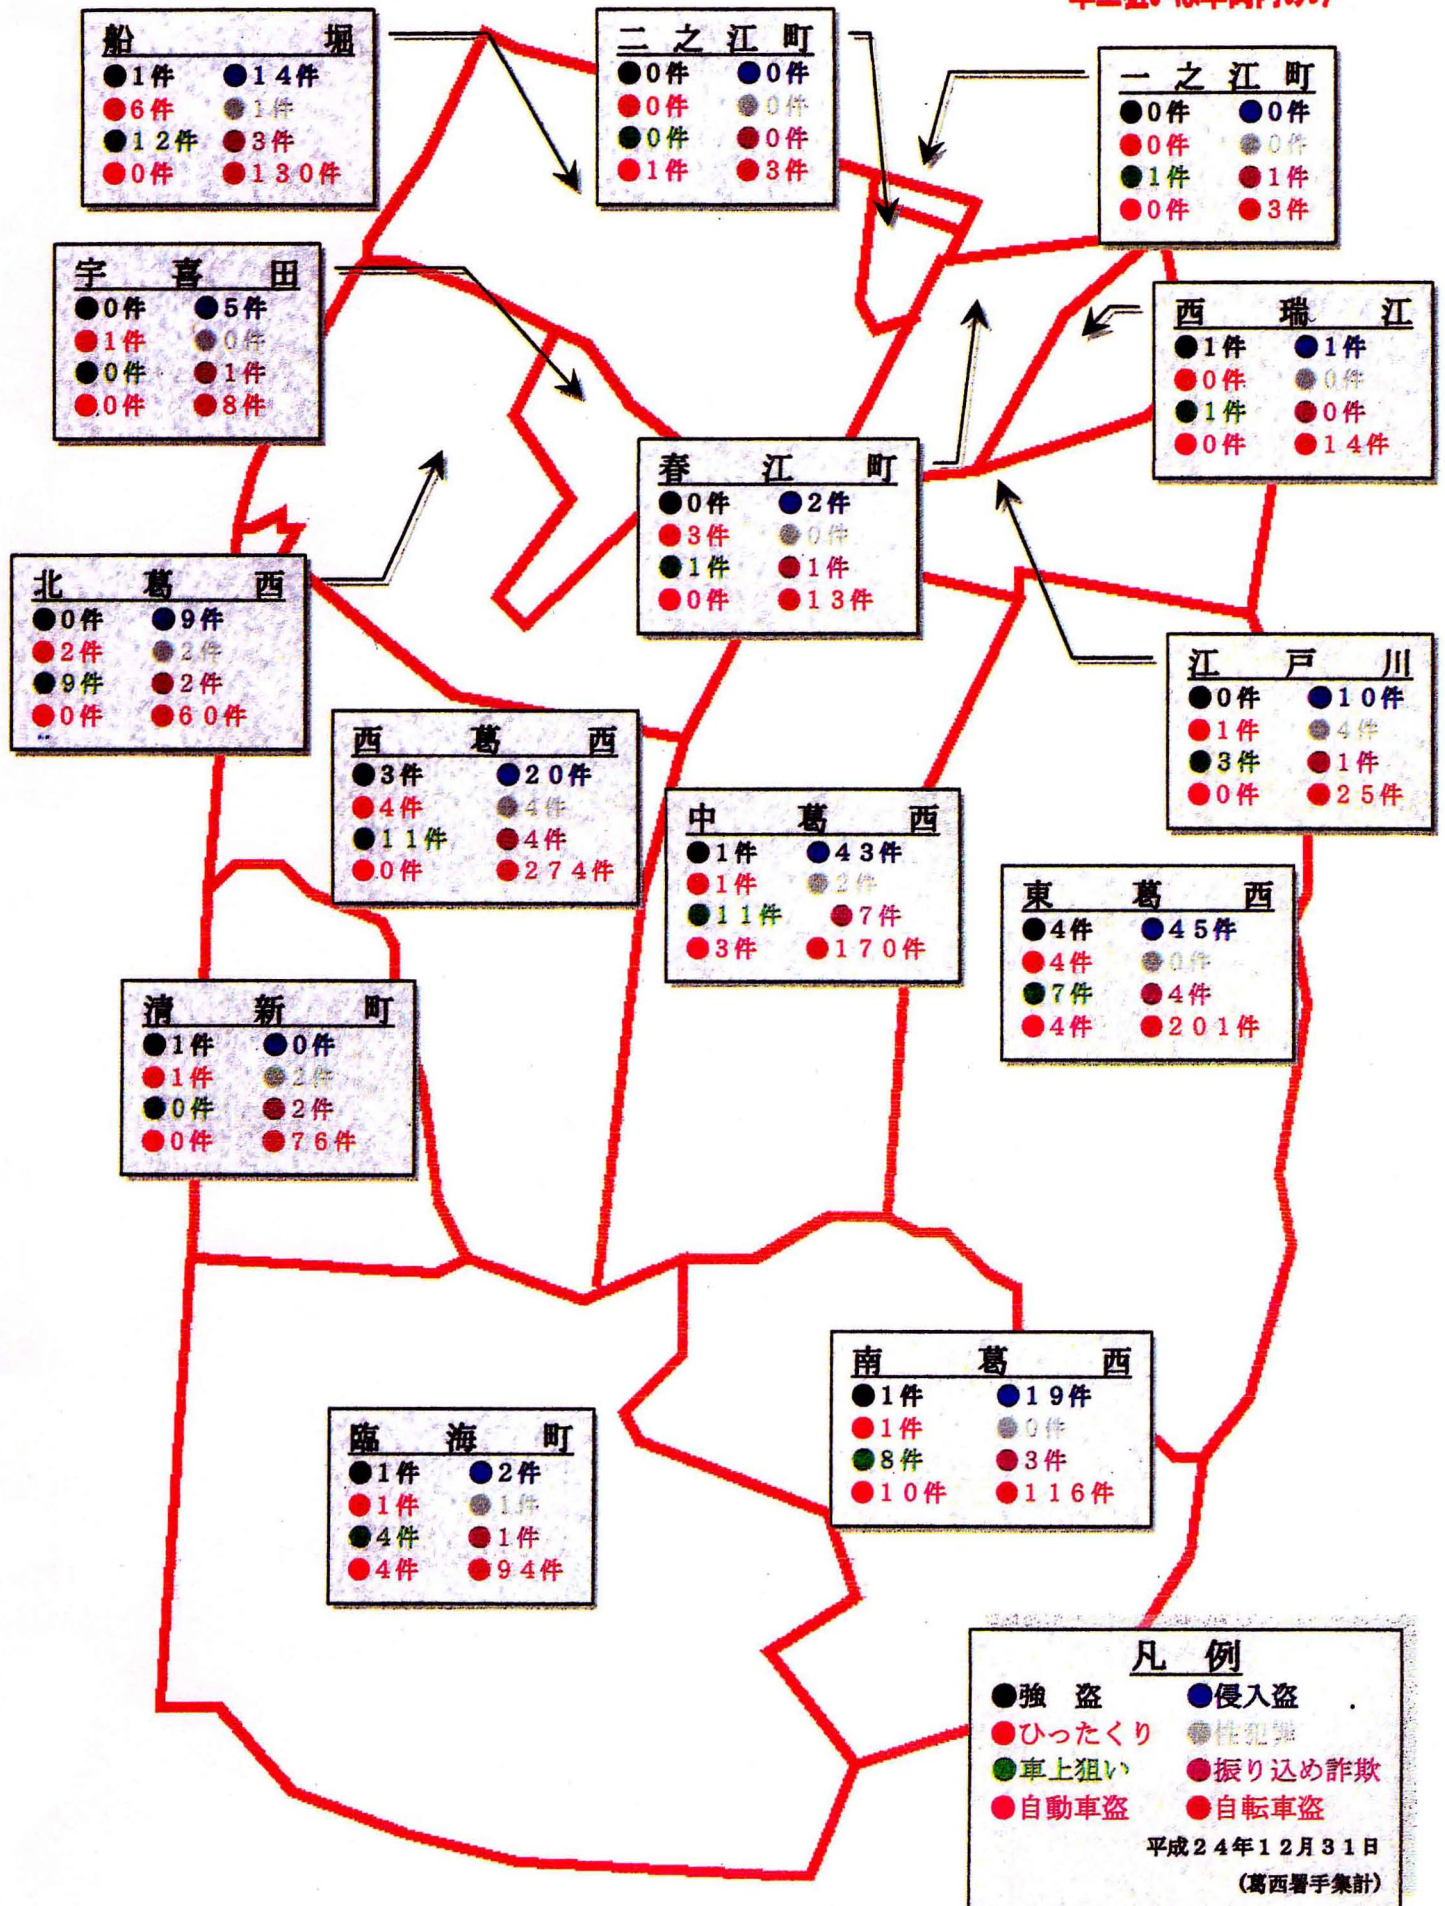 船堀
●1件 ●14件
●6件 ●1件
●12件 ●3件
●0件 ●130件
二之江町
●0件 ●0件
●0件 ●0件
●0件 ●0件
●1件 ●3件
一之江町
●0件 ●0件
●0件 ●0件
●1件 ●1件
●0件 ●3件
宇喜田
●0件 ●5件
●1件 ●0件
●0件 ●1件
●0件 ●8件
西瑞江
●1件 ●1件
●0件 ●0件
●1件 ●0件
●0件 ●14件
春江町
●0件 ●2件
●3件 ●0件
●1件 ●1件
●0件 ●13件
北葛西
●0件 ●9件
●2件 ●2件
●9件 ●2件
●0件 ●60件
江戸川
●0件 ●10件
●1件 ●4件
●3件 ●1件
●0件 ●25件
西葛西
●3件 ●20件
●4件 ●4件
●11件 ●4件
●0件 ●274件
中葛西
●1件 ●43件
●1件 ●2件
●11件 ●7件
●3件 ●170件
東葛西
●4件 ●45件
●4件 ●0件
●7件 ●4件
●4件 ●201件
清新町
●1件 ●0件
●1件 ●2件
●0件 ●2件
●0件 ●76件
南葛西
●1件 ●19件
●1件 ●0件
●8件 ●3件
●10件 ●116件
臨海町
●1件 ●2件
●1件 ●1件
●4件 ●1件
●4件 ●94件
凡例
●強盗 ●侵入盗
●ひったくり ●性犯罪
●車上狙い ●振り込め詐欺
●自動車盗 ●自転車盗
平成24年12月31日
(葛西署手集計)